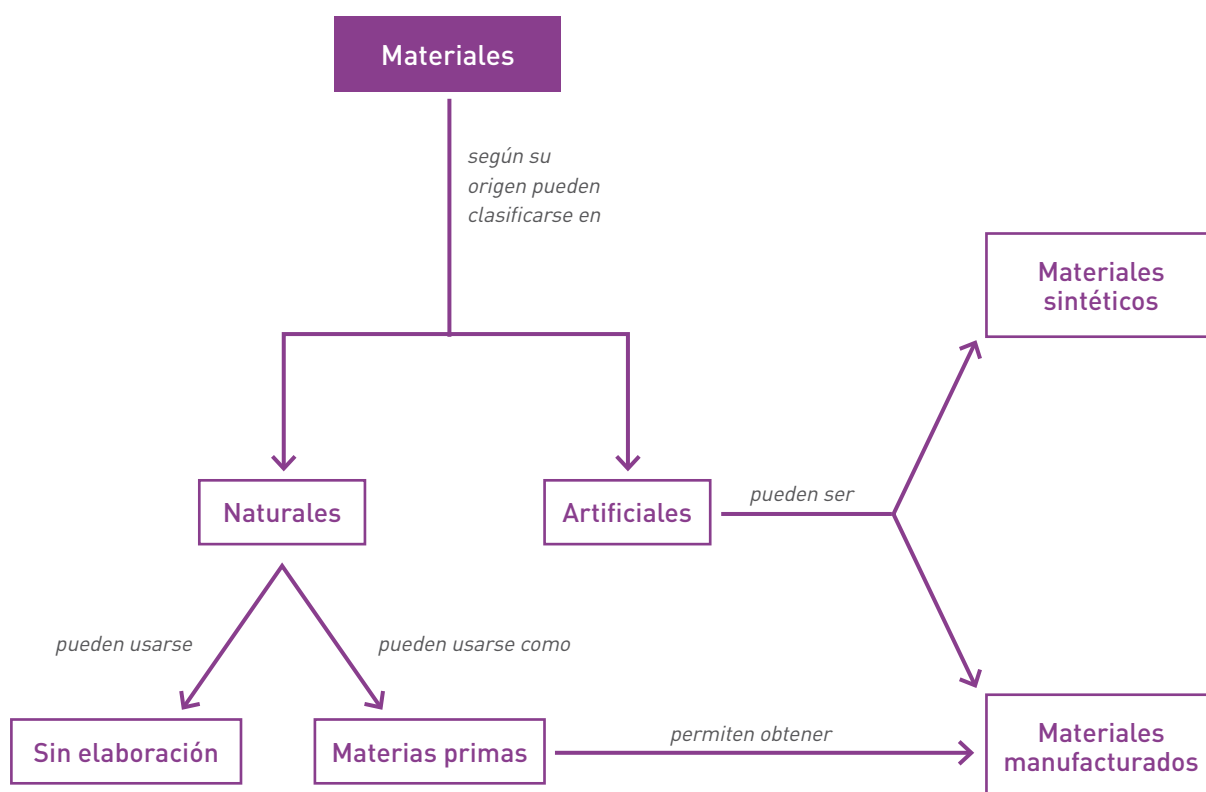 Materiales
según su
origen pueden
clasificarse en
Materiales
sintéticos
Naturales
Artificiales
pueden ser
pueden usarse
pueden usarse como
Sin elaboración
Materias primas
permiten obtener
Materiales
manufacturados